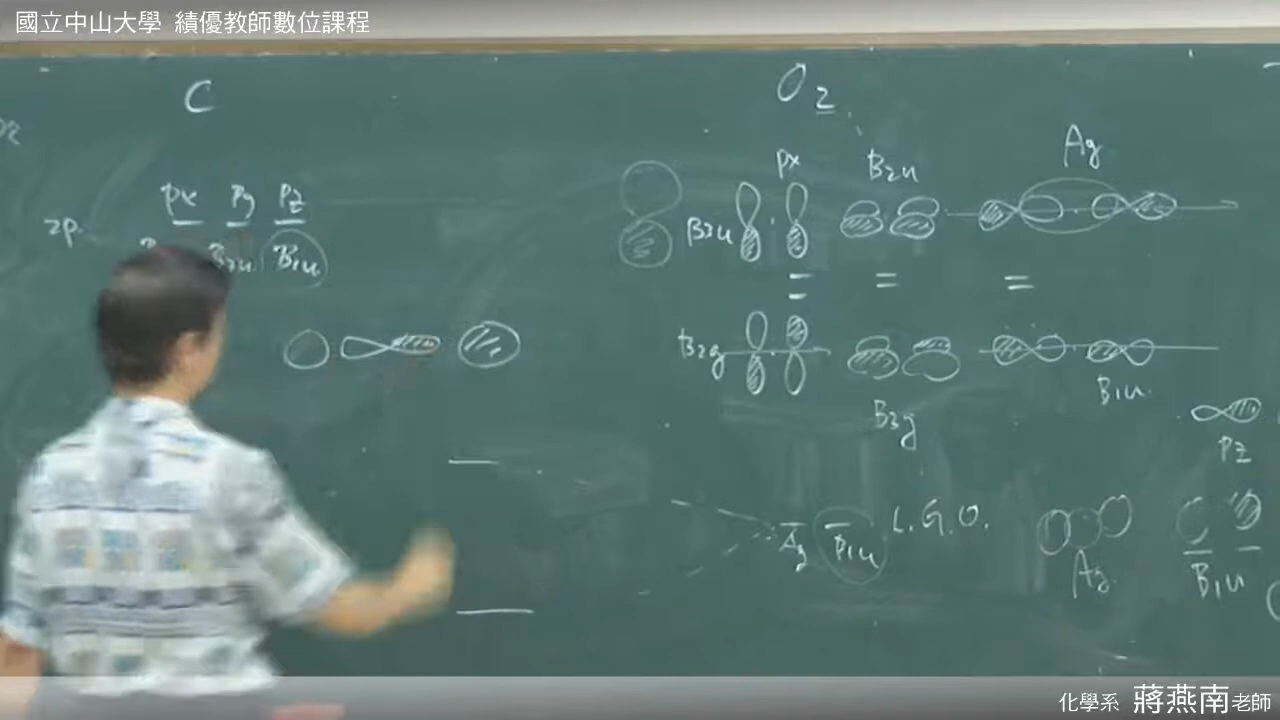 國立中山大學 績優教師數位課程
C
O2
px py pz
2p
B2u B1u
B3u px B2u Ag
B2g
B1u
B3g
pz
Ag B1u L.G.O.
Ag B1u
化學系 蔣燕南老師